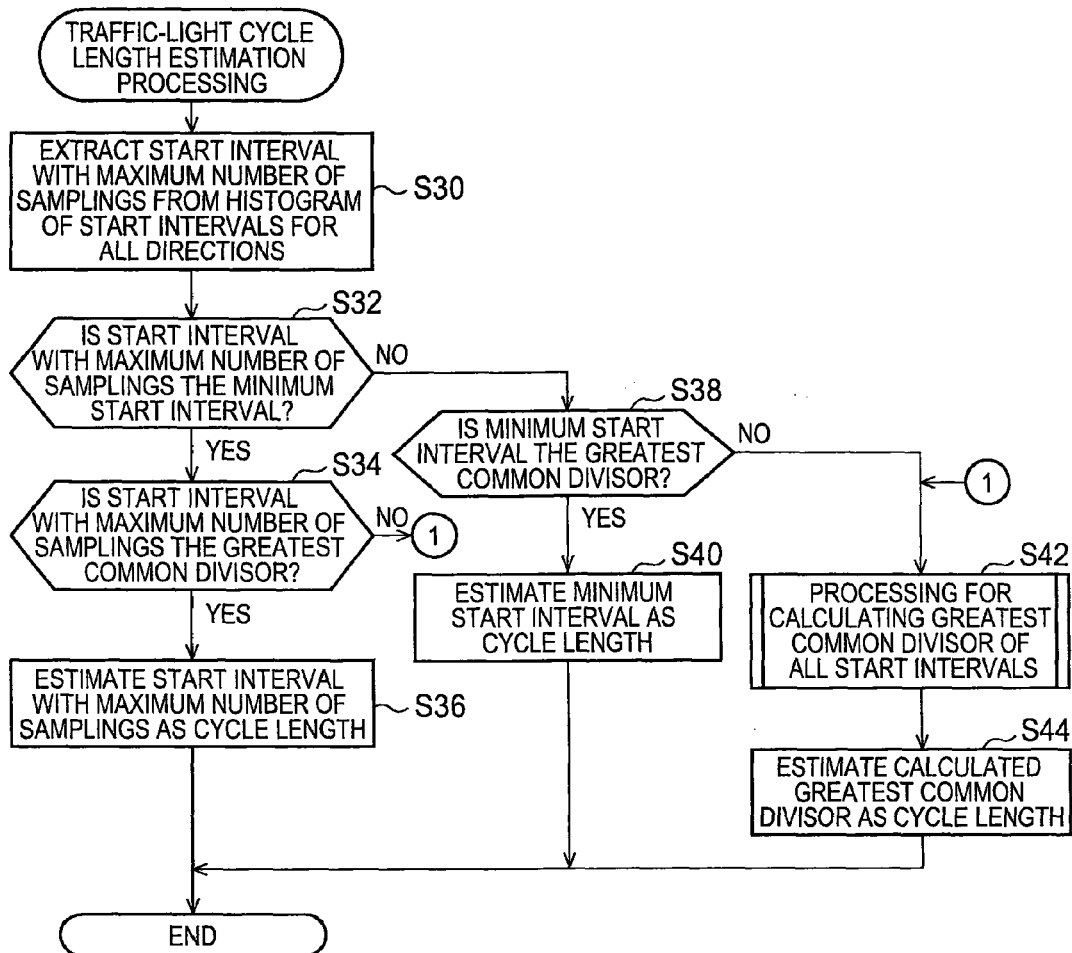 TRAFFIC-LIGHT CYCLE
LENGTH ESTIMATION
PROCESSING
EXTRACT START INTERVAL
WITH MAXIMUM NUMBER OF
SAMPLINGS FROM HISTOGRAM
OF START INTERVALS FOR
ALL DIRECTIONS
S30
S32
IS START INTERVAL
WITH MAXIMUM NUMBER OF
SAMPLINGS THE MINIMUM
START INTERVAL?
NO
YES
S38
IS MINIMUM START
INTERVAL THE GREATEST
COMMON DIVISOR?
NO
YES
1
S34
IS START INTERVAL
WITH MAXIMUM NUMBER OF
SAMPLINGS THE GREATEST
COMMON DIVISOR?
NO
1
YES
S40
ESTIMATE MINIMUM
START INTERVAL AS
CYCLE LENGTH
S42
PROCESSING FOR
CALCULATING GREATEST
COMMON DIVISOR OF
ALL START INTERVALS
ESTIMATE START INTERVAL
WITH MAXIMUM NUMBER OF
SAMPLINGS AS CYCLE LENGTH
S36
S44
ESTIMATE CALCULATED
GREATEST COMMON
DIVISOR AS CYCLE LENGTH
END